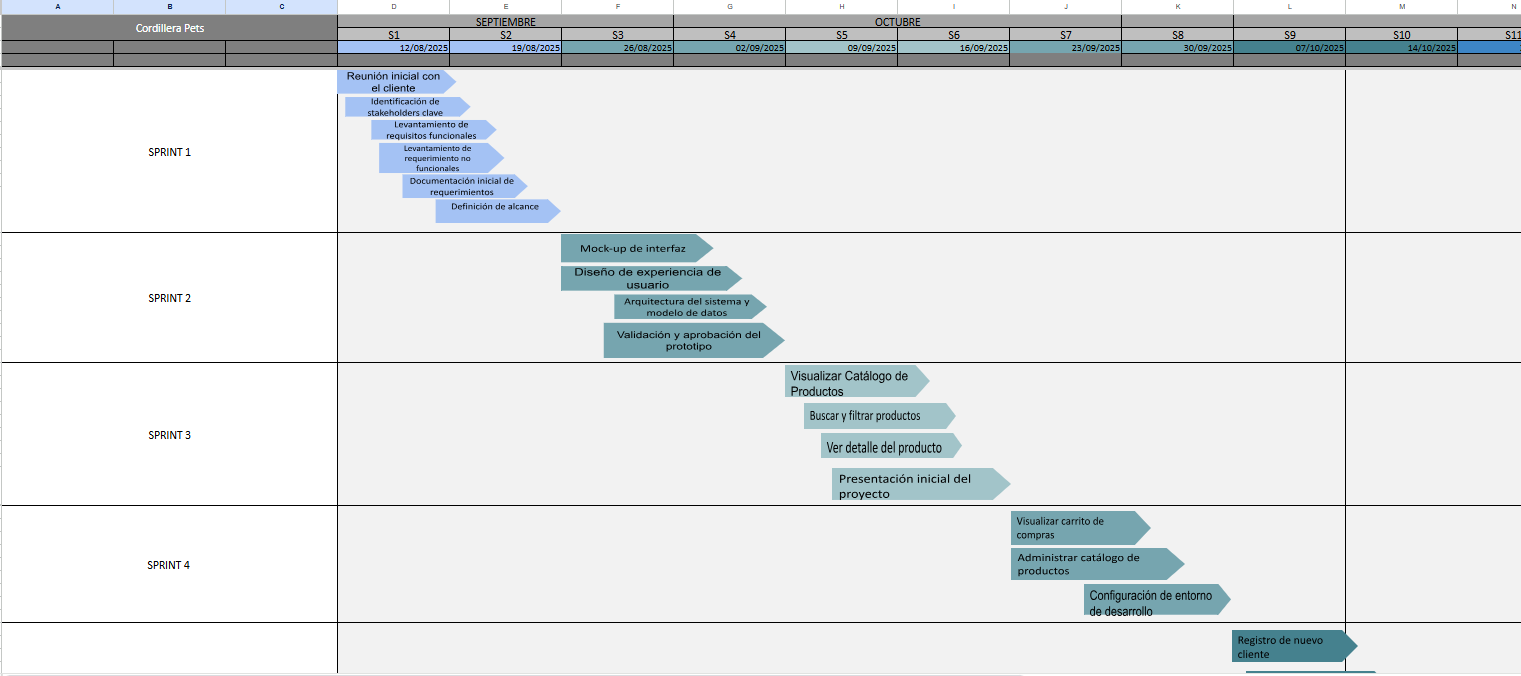 A B C D E F G H I J K L M N
Cordillera Pets
SEPTIEMBRE OCTUBRE
S1 S2 S3 S4 S5 S6 S7 S8 S9 S10 S11
12/08/2025 19/08/2025 26/08/2025 02/09/2025 09/09/2025 16/09/2025 23/09/2025 30/09/2025 07/10/2025 14/10/2025
SPRINT 1
Reunión inicial con
el cliente
Identificación de
stakeholders clave
Levantamiento de
requisitos funcionales
Levantamiento de
requerimiento no
funcionales
Documentación inicial de
requerimientos
Definición de alcance
SPRINT 2
Mock-up de interfaz
Diseño de experiencia de
usuario
Arquitectura del sistema y
modelo de datos
Validación y aprobación del
prototipo
SPRINT 3
Visualizar Catálogo de
Productos
Buscar y filtrar productos
Ver detalle del producto
Presentación inicial del
proyecto
SPRINT 4
Visualizar carrito de
compras
Administrar catálogo de
productos
Configuración de entorno
de desarrollo
Registro de nuevo
cliente